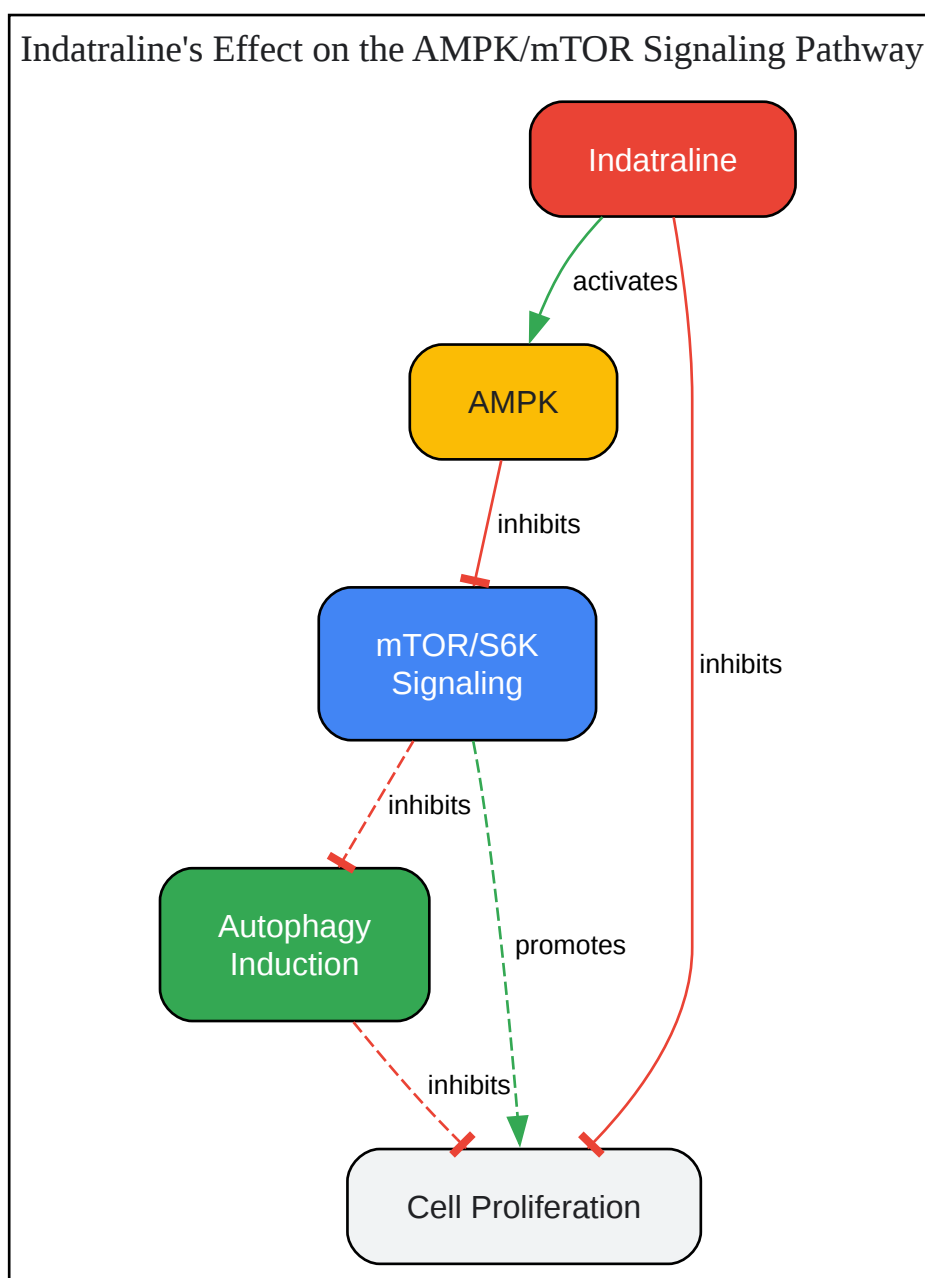 Indatraline's Effect on the AMPK/mTOR Signaling Pathway
Indatraline
activates
AMPK
inhibits
mTOR/S6K
Signaling
inhibits
inhibits
Autophagy
Induction
promotes
inhibits
Cell Proliferation